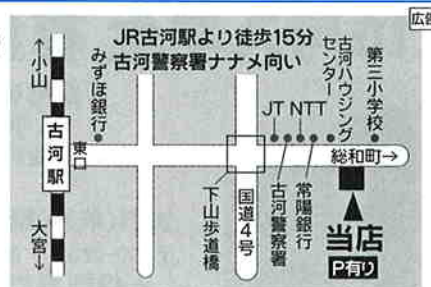 広告
JR古河駅より徒歩15分
古河警察署ナナメ向い
↑小山
みずほ銀行
古河駅
東口
大宮↓
下山歩道橋
国道4号
JT
NTT
古河警察署
常陽銀行
古河ハウジング
センター
第三小学校
総和町→
当店
P有り